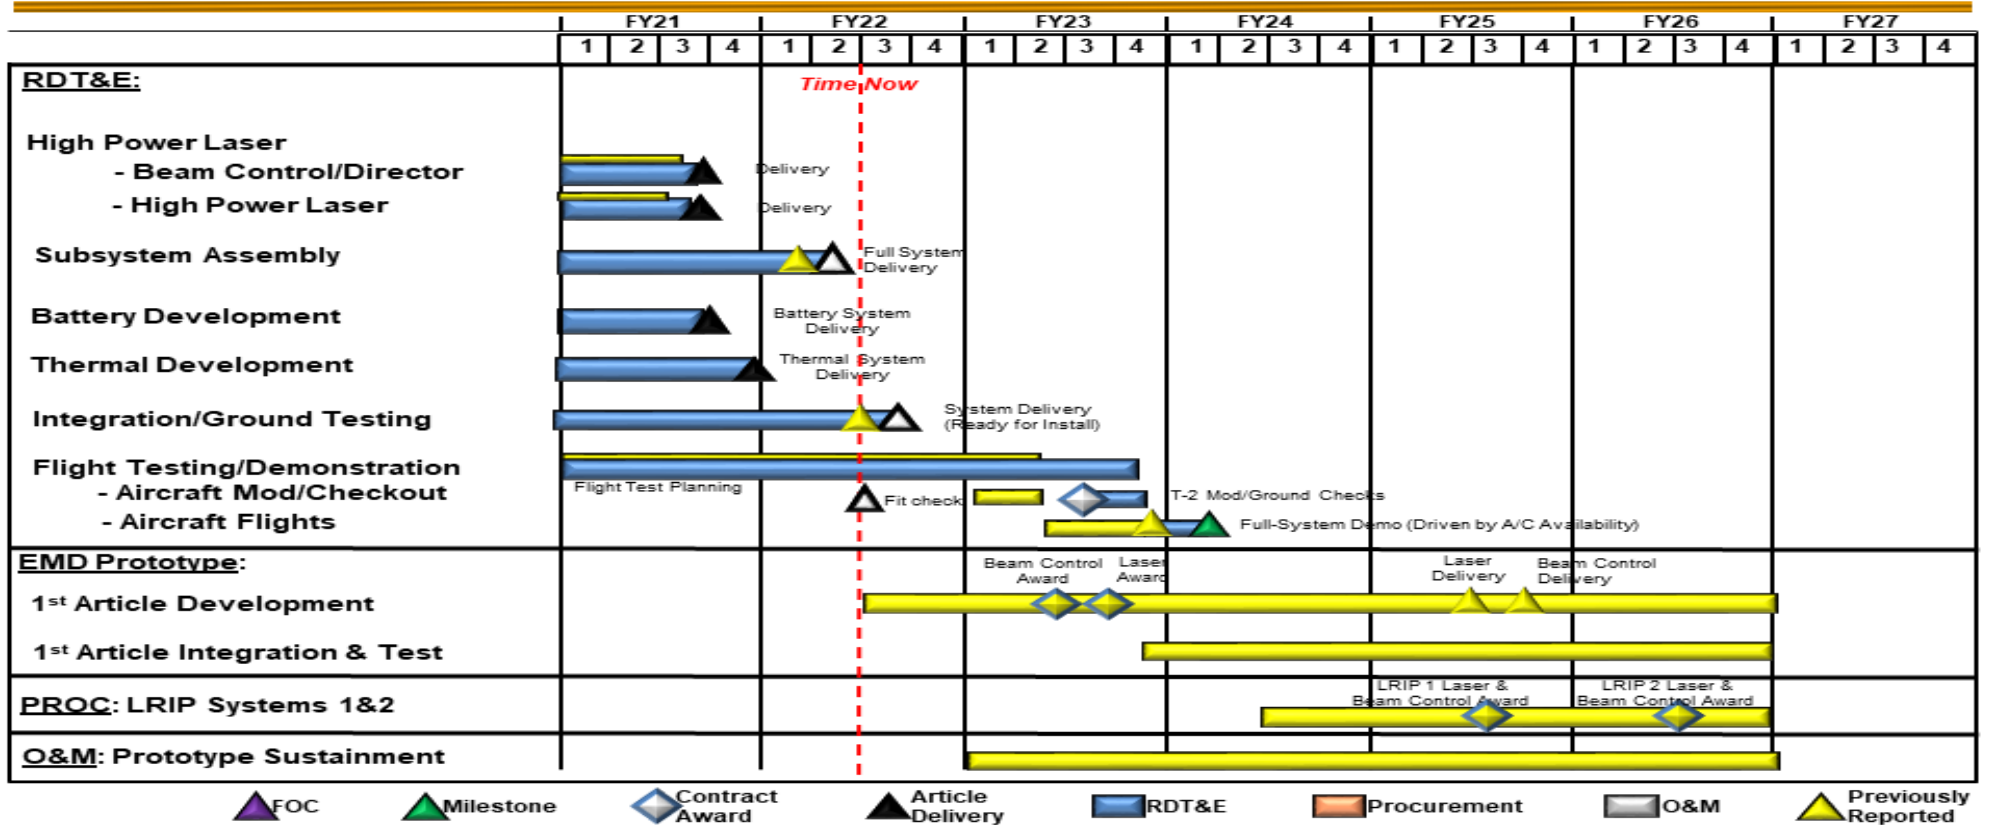 FY21 FY22 FY23 FY24 FY25 FY26 FY27
1 2 3 4 1 2 3 4 1 2 3 4 1 2 3 4 1 2 3 4 1 2 3 4 1 2 3 4
RDT&E:
Time Now
High Power Laser
- Beam Control/Director
Delivery
- High Power Laser
Delivery
Subsystem Assembly
Full System
Delivery
Battery Development
Battery System
Delivery
Thermal Development
Thermal System
Delivery
Integration/Ground Testing
System Delivery
(Ready for Install)
Flight Testing/Demonstration
Flight Test Planning
- Aircraft Mod/Checkout
Fit check
T-2 Mod/Ground Checks
- Aircraft Flights
Full-System Demo (Driven by A/C Availability)
EMD Prototype:
Beam Control
Award
Laser
Award
Laser
Delivery
Beam Control
Delivery
1st Article Development
1st Article Integration & Test
PROC: LRIP Systems 1&2
LRIP 1 Laser &
Beam Control Award
LRIP 2 Laser &
Beam Control Award
O&M: Prototype Sustainment
FOC
Milestone
Contract
Award
Article
Delivery
RDT&E
Procurement
O&M
Previously
Reported